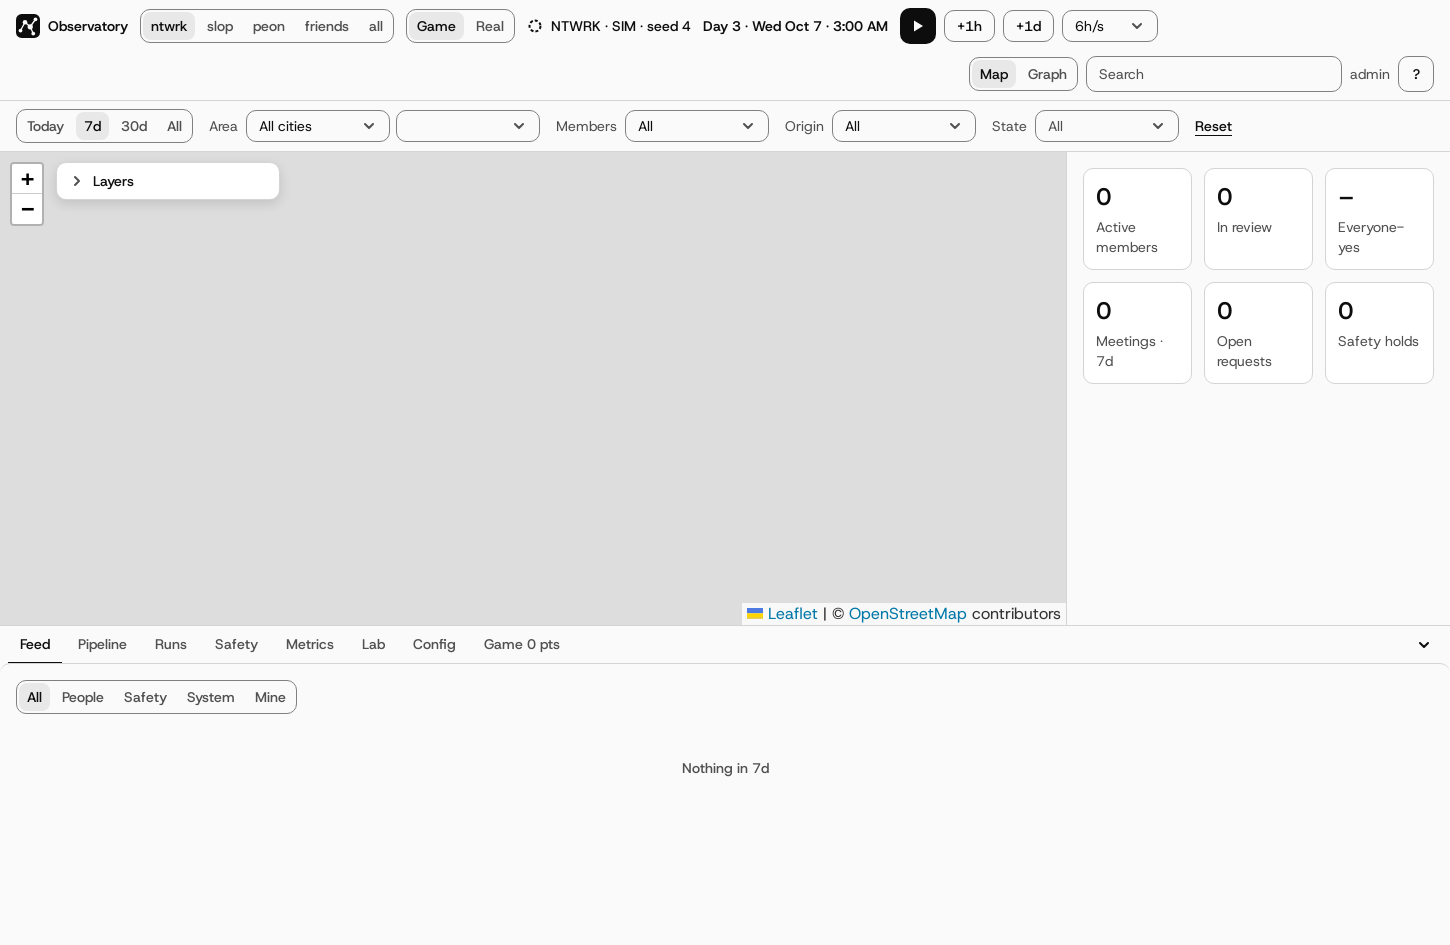 Observatory ntwrk slop peon friends all Game Real NTWRK · SIM · seed 4 Day 3 · Wed Oct 7 · 3:00 AM +1h +1d 6h/s
Map Graph Search admin ?
Today 7d 30d All Area All cities Members All Origin All State All Reset
+ Layers
−
0 0 –
Active members In review Everyone-yes
0 0 0
Meetings · 7d Open requests Safety holds
Leaflet | © OpenStreetMap contributors
Feed Pipeline Runs Safety Metrics Lab Config Game 0 pts
All People Safety System Mine
Nothing in 7d